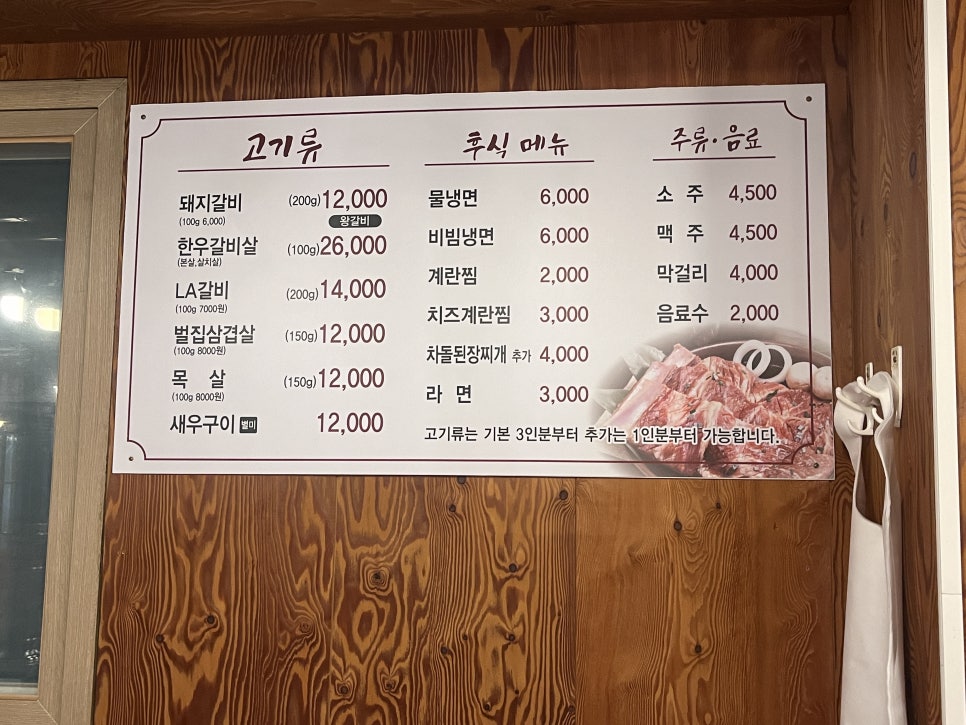 고기류
돼지갈비 (200g) 12,000
(100g 6,000) 왕갈비
한우갈비살 (100g) 26,000
(본살,살치살)
LA갈비 (200g) 14,000
(100g 7000원)
벌집삼겹살 (150g) 12,000
(100g 8000원)
목 살 (150g) 12,000
(100g 8000원)
새우구이 별미 12,000
후식 메뉴
물냉면 6,000
비빔냉면 6,000
계란찜 2,000
치즈계란찜 3,000
차돌된장찌개 추가 4,000
라 면 3,000
주류·음료
소 주 4,500
맥 주 4,500
막걸리 4,000
음료수 2,000
고기류는 기본 3인분부터 추가는 1인분부터 가능합니다.